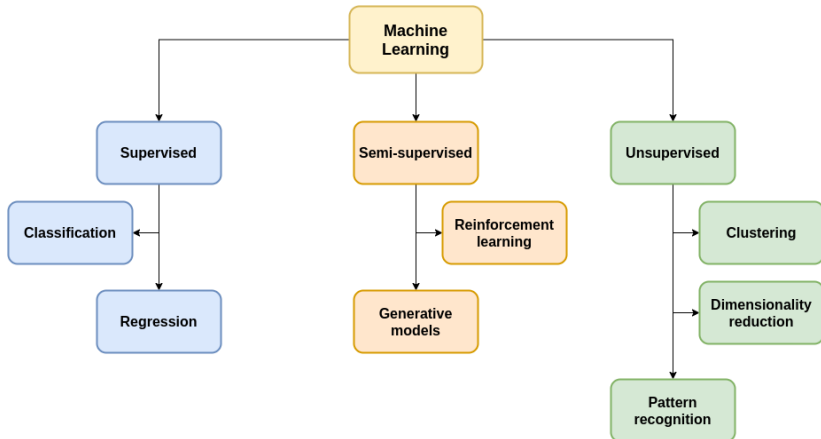 Machine
Learning
Supervised
Semi-supervised
Unsupervised
Classification
Reinforcement
learning
Clustering
Regression
Generative
models
Dimensionality
reduction
Pattern
recognition